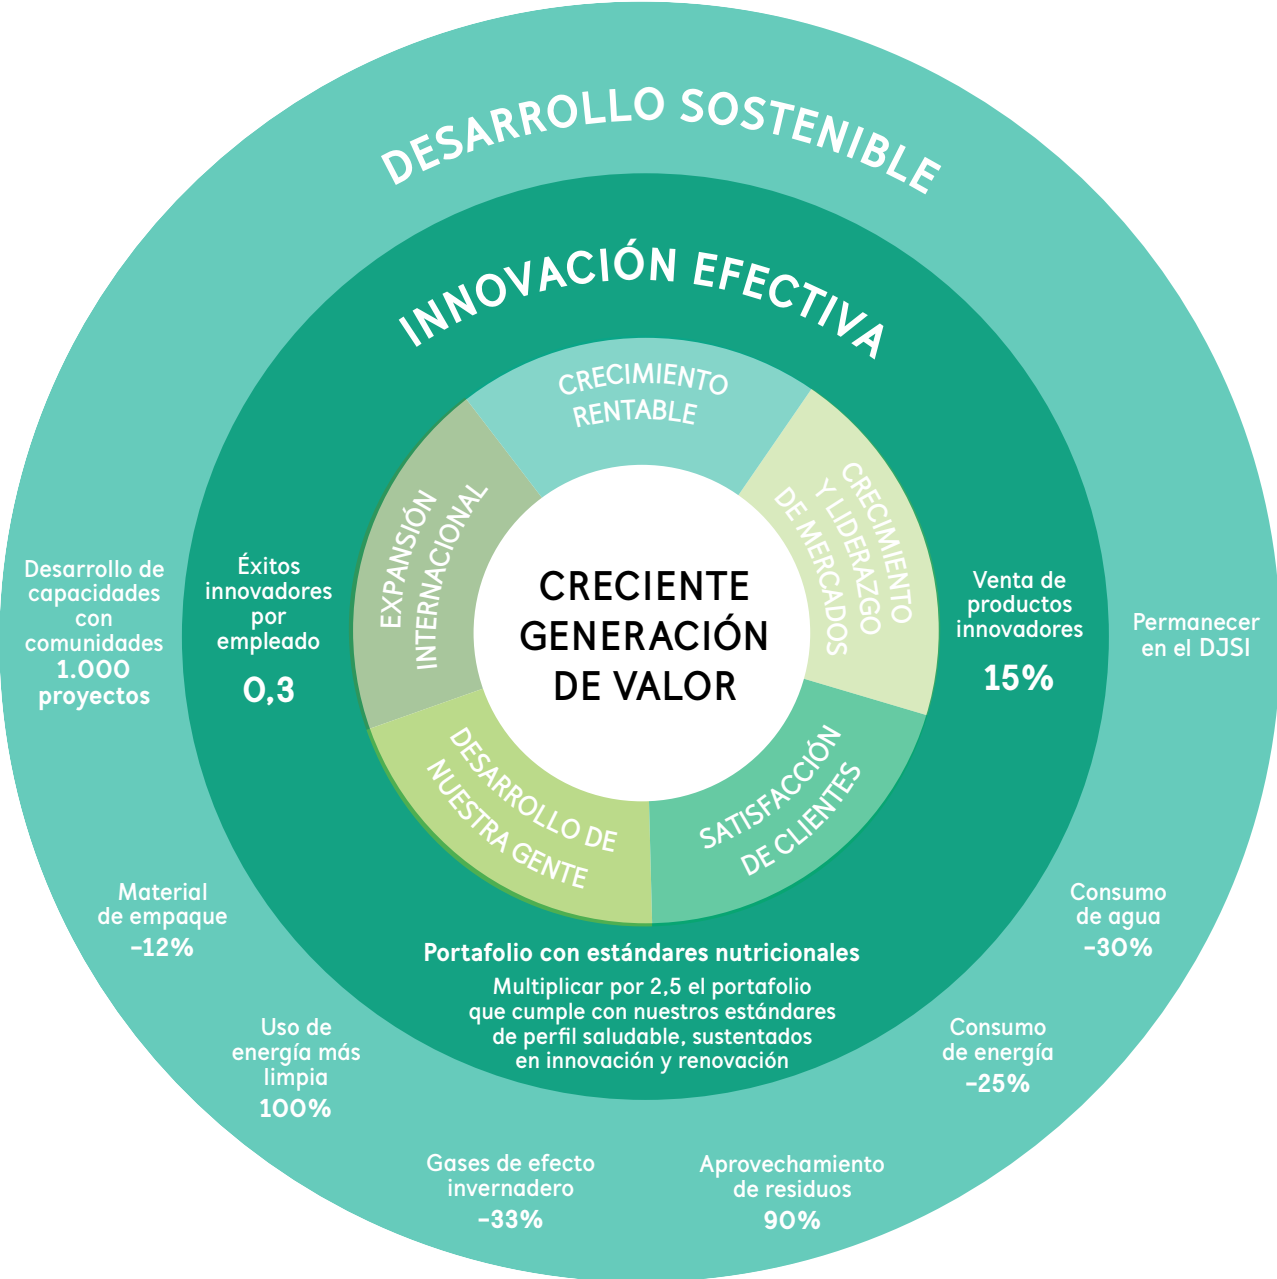 DESARROLLO SOSTENIBLE
INNOVACIÓN EFECTIVA
CRECIMIENTO
RENTABLE
CRECIMIENTO
Y LIDERAZGO
DE MERCADOS
SATISFACCIÓN
DE CLIENTES
DESARROLLO DE
NUESTRA GENTE
EXPANSIÓN
INTERNACIONAL
CRECIENTE
GENERACIÓN
DE VALOR
Desarrollo de
capacidades
con
comunidades
1.000
proyectos
Éxitos
innovadores
por
empleado
0,3
Venta de
productos
innovadores
15%
Permanecer
en el DJSI
Portafolio con estándares nutricionales
Multiplicar por 2,5 el portafolio
que cumple con nuestros estándares
de perfil saludable, sustentados
en innovación y renovación
Material
de empaque
-12%
Uso de
energía más
limpia
100%
Gases de efecto
invernadero
-33%
Aprovechamiento
de residuos
90%
Consumo
de energía
-25%
Consumo
de agua
-30%